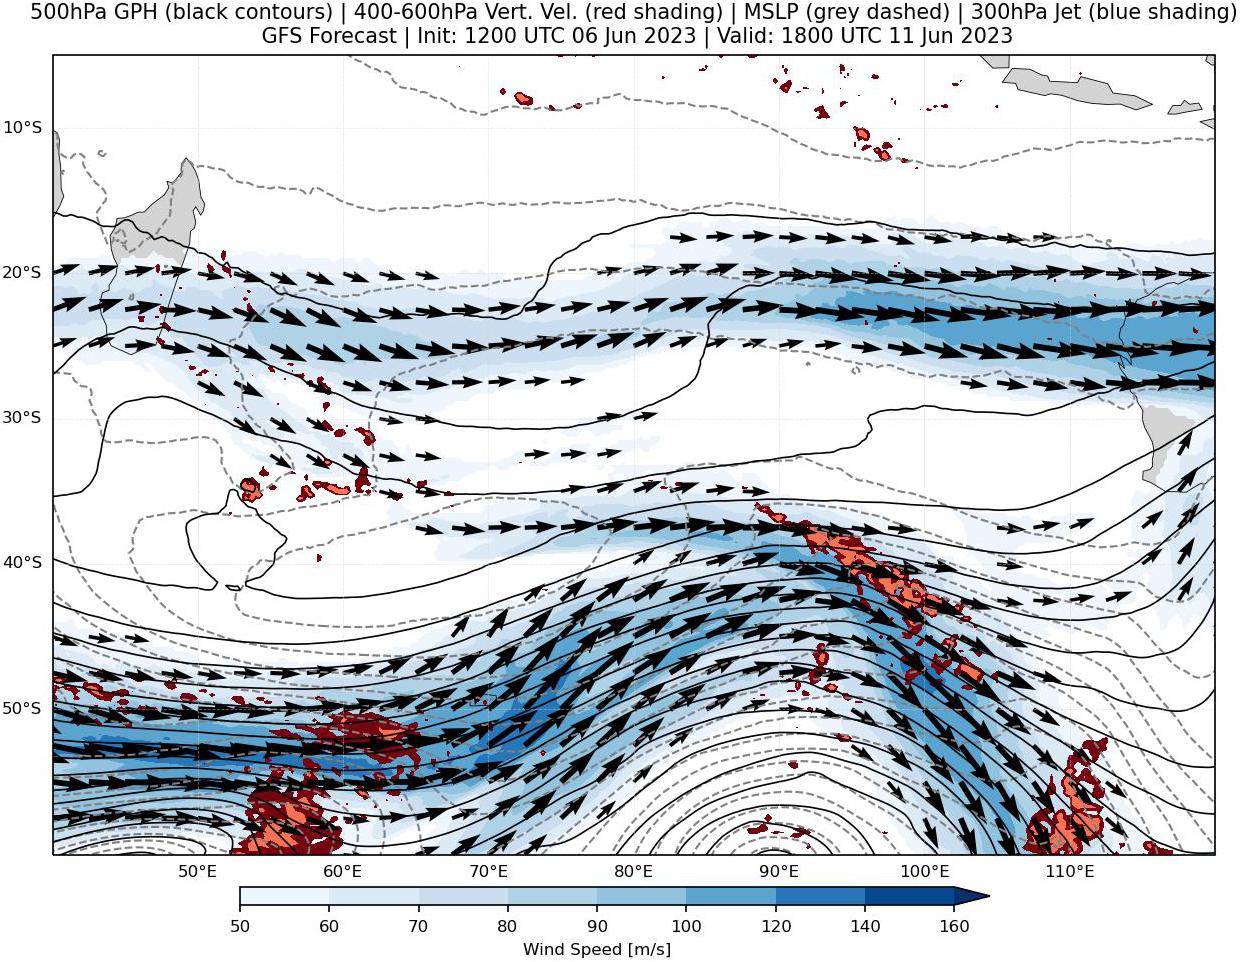 500hPa GPH (black contours) | 400-600hPa Vert. Vel. (red shading) | MSLP (grey dashed) | 300hPa Jet (blue shading)
GFS Forecast | Init: 1200 UTC 06 Jun 2023 | Valid: 1800 UTC 11 Jun 2023
10°S
20°S
30°S
40°S
50°S
50°E 60°E 70°E 80°E 90°E 100°E 110°E
50 60 70 80 90 100 120 140 160
Wind Speed [m/s]